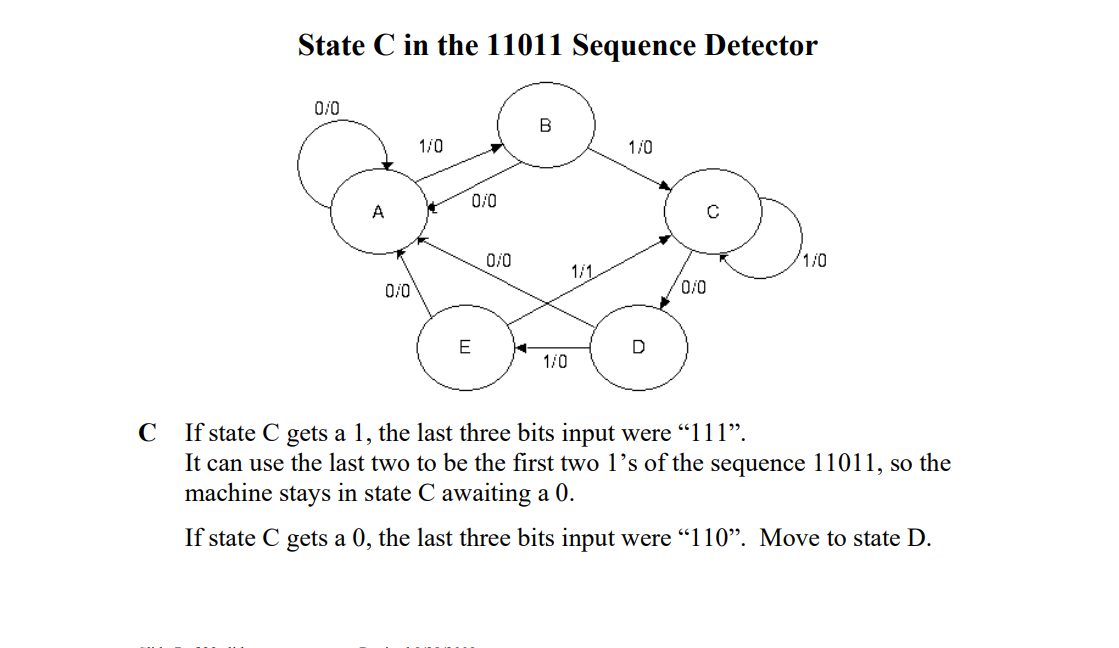 State C in the 11011 Sequence Detector
0/0
B
1/0
1/0
0/0
A
C
0/0
1/1
1/0
0/0
0/0
E
D
1/0
C If state C gets a 1, the last three bits input were “111”.
It can use the last two to be the first two 1’s of the sequence 11011, so the
machine stays in state C awaiting a 0.
If state C gets a 0, the last three bits input were “110”. Move to state D.